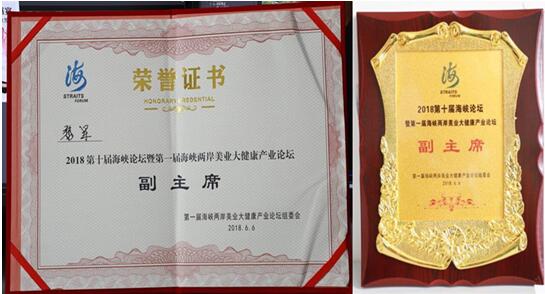 海
STRAITS
FORUM
荣誉证书
HONORARY CREDENTIAL
2018第十届海峡论坛暨第一届海峡两岸美业大健康产业论坛
副主席
第一届海峡两岸美业大健康产业论坛组委会
2018.6.6
海
STRAITS
FORUM
2018第十届海峡论坛
暨第一届海峡两岸美业大健康产业论坛
副主席
第一届海峡两岸美业大健康产业论坛组委会
2018.6.6